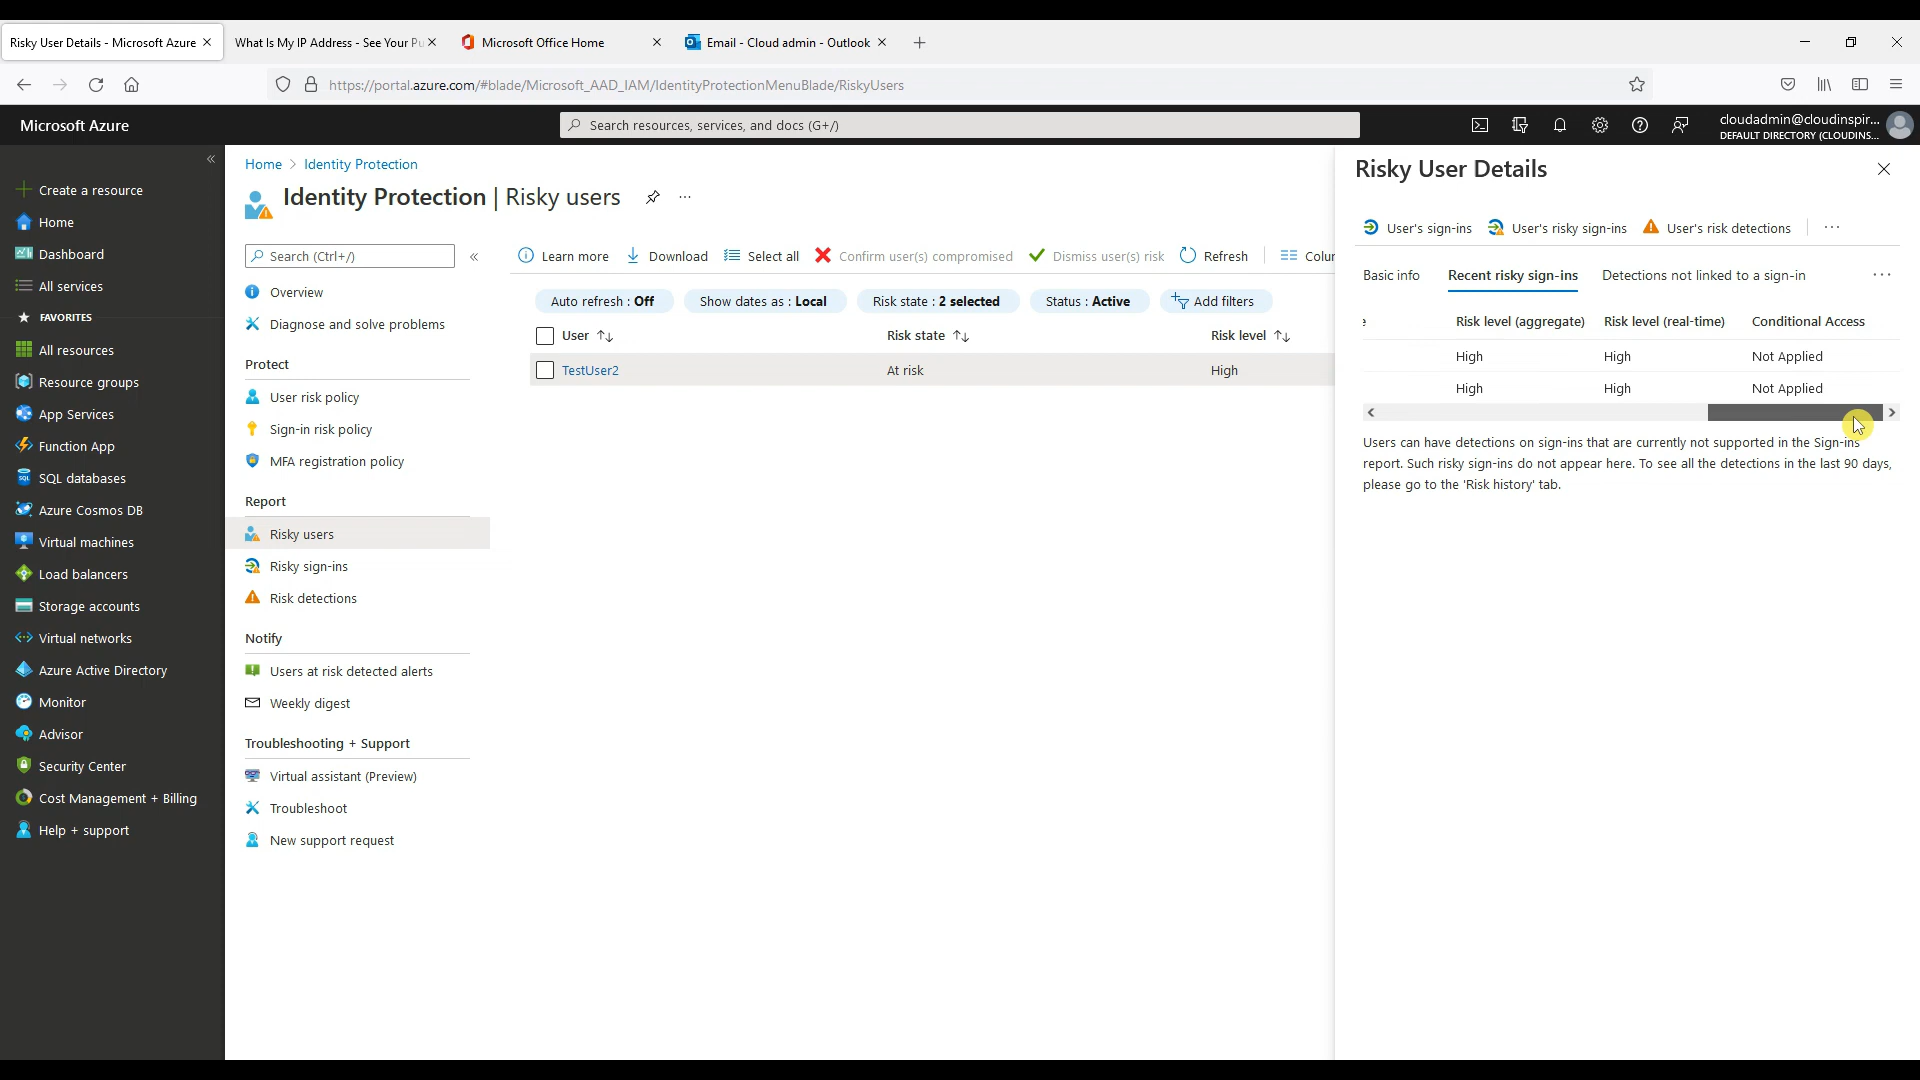 Risky User Details - Microsoft Azure
What Is My IP Address - See Your Pu
Microsoft Office Home
Email - Cloud admin - Outlook
https://portal.azure.com/#blade/Microsoft_AAD_IAM/IdentityProtectionMenuBlade/RiskyUsers
Microsoft Azure
Search resources, services, and docs (G+/)
cloudadmin@cloudinspir...
DEFAULT DIRECTORY (CLOUDINS...
Create a resource
Home
Dashboard
All services
FAVORITES
All resources
Resource groups
App Services
Function App
SQL databases
Azure Cosmos DB
Virtual machines
Load balancers
Storage accounts
Virtual networks
Azure Active Directory
Monitor
Advisor
Security Center
Cost Management + Billing
Help + support
Home > Identity Protection
Identity Protection | Risky users
Search (Ctrl+/)
Overview
Diagnose and solve problems
Protect
User risk policy
Sign-in risk policy
MFA registration policy
Report
Risky users
Risky sign-ins
Risk detections
Notify
Users at risk detected alerts
Weekly digest
Troubleshooting + Support
Virtual assistant (Preview)
Troubleshoot
New support request
Learn more Download Select all Confirm user(s) compromised Dismiss user(s) risk Refresh Colum
Auto refresh : Off Show dates as : Local Risk state : 2 selected Status : Active Add filters
User Risk state Risk level
TestUser2 At risk High
Risky User Details
User's sign-ins User's risky sign-ins User's risk detections
Basic info Recent risky sign-ins Detections not linked to a sign-in
e Risk level (aggregate) Risk level (real-time) Conditional Access
High High Not Applied
High High Not Applied
Users can have detections on sign-ins that are currently not supported in the Sign-ins
report. Such risky sign-ins do not appear here. To see all the detections in the last 90 days,
please go to the 'Risk history' tab.